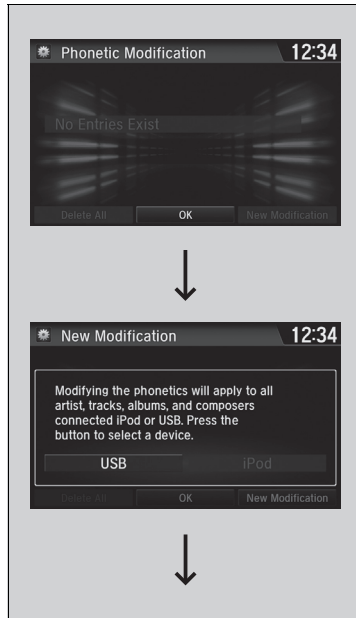 Phonetic Modification 12:34
No Entries Exist
Delete All OK New Modification
New Modification 12:34
Modifying the phonetics will apply to all
artist, tracks, albums, and composers
connected iPod or USB. Press the
button to select a device.
USB iPod
Delete All OK New Modification